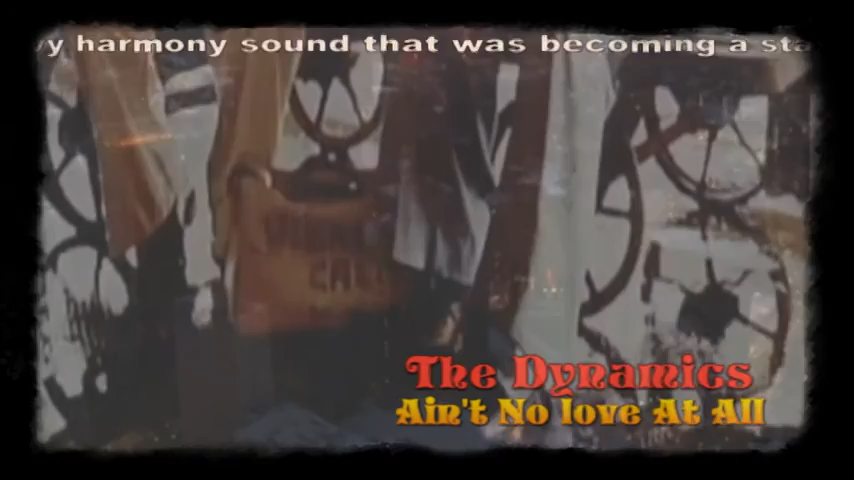 harmony sound that was becoming a
The Dynamics
Ain't No love At All